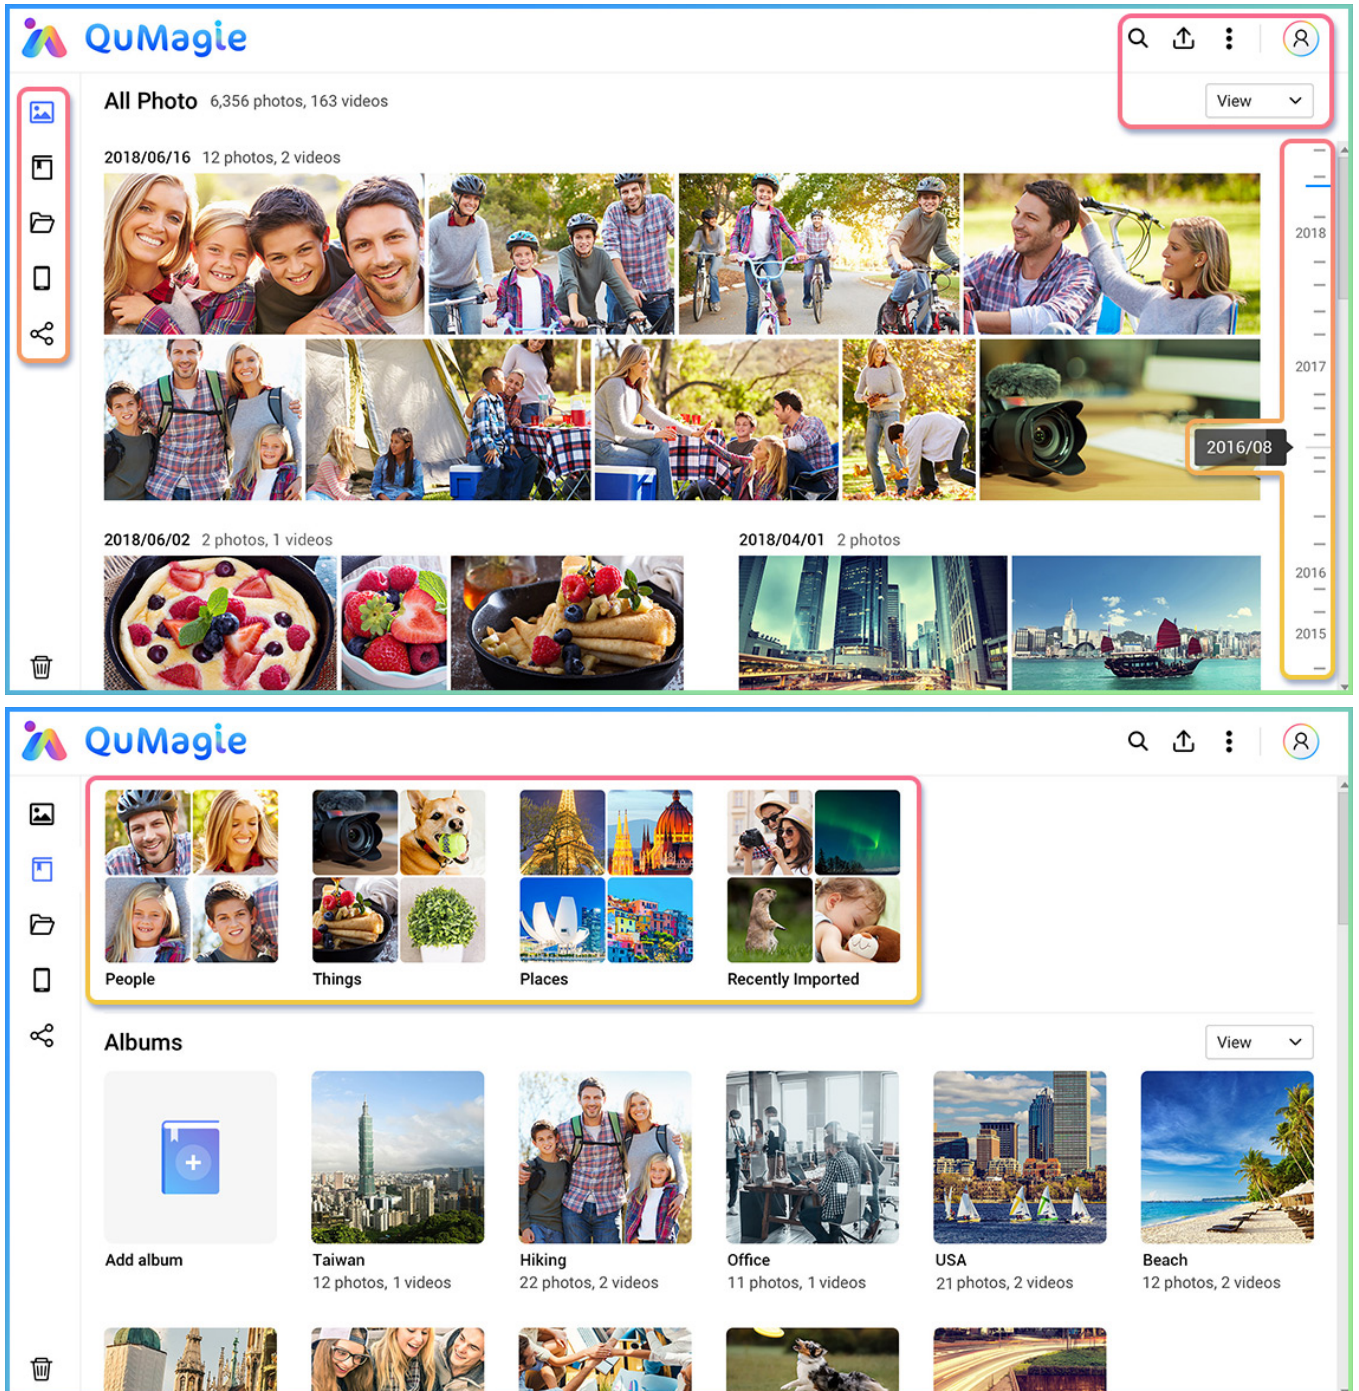 QuMagie
All Photo 6,356 photos, 163 videos
View
2018/06/16 12 photos, 2 videos
2018
2017
2016/08
2018/06/02 2 photos, 1 videos
2018/04/01 2 photos
2016
2015
QuMagie
People
Things
Places
Recently Imported
Albums
View
Add album
Taiwan
12 photos, 1 videos
Hiking
22 photos, 2 videos
Office
11 photos, 1 videos
USA
21 photos, 2 videos
Beach
12 photos, 2 videos